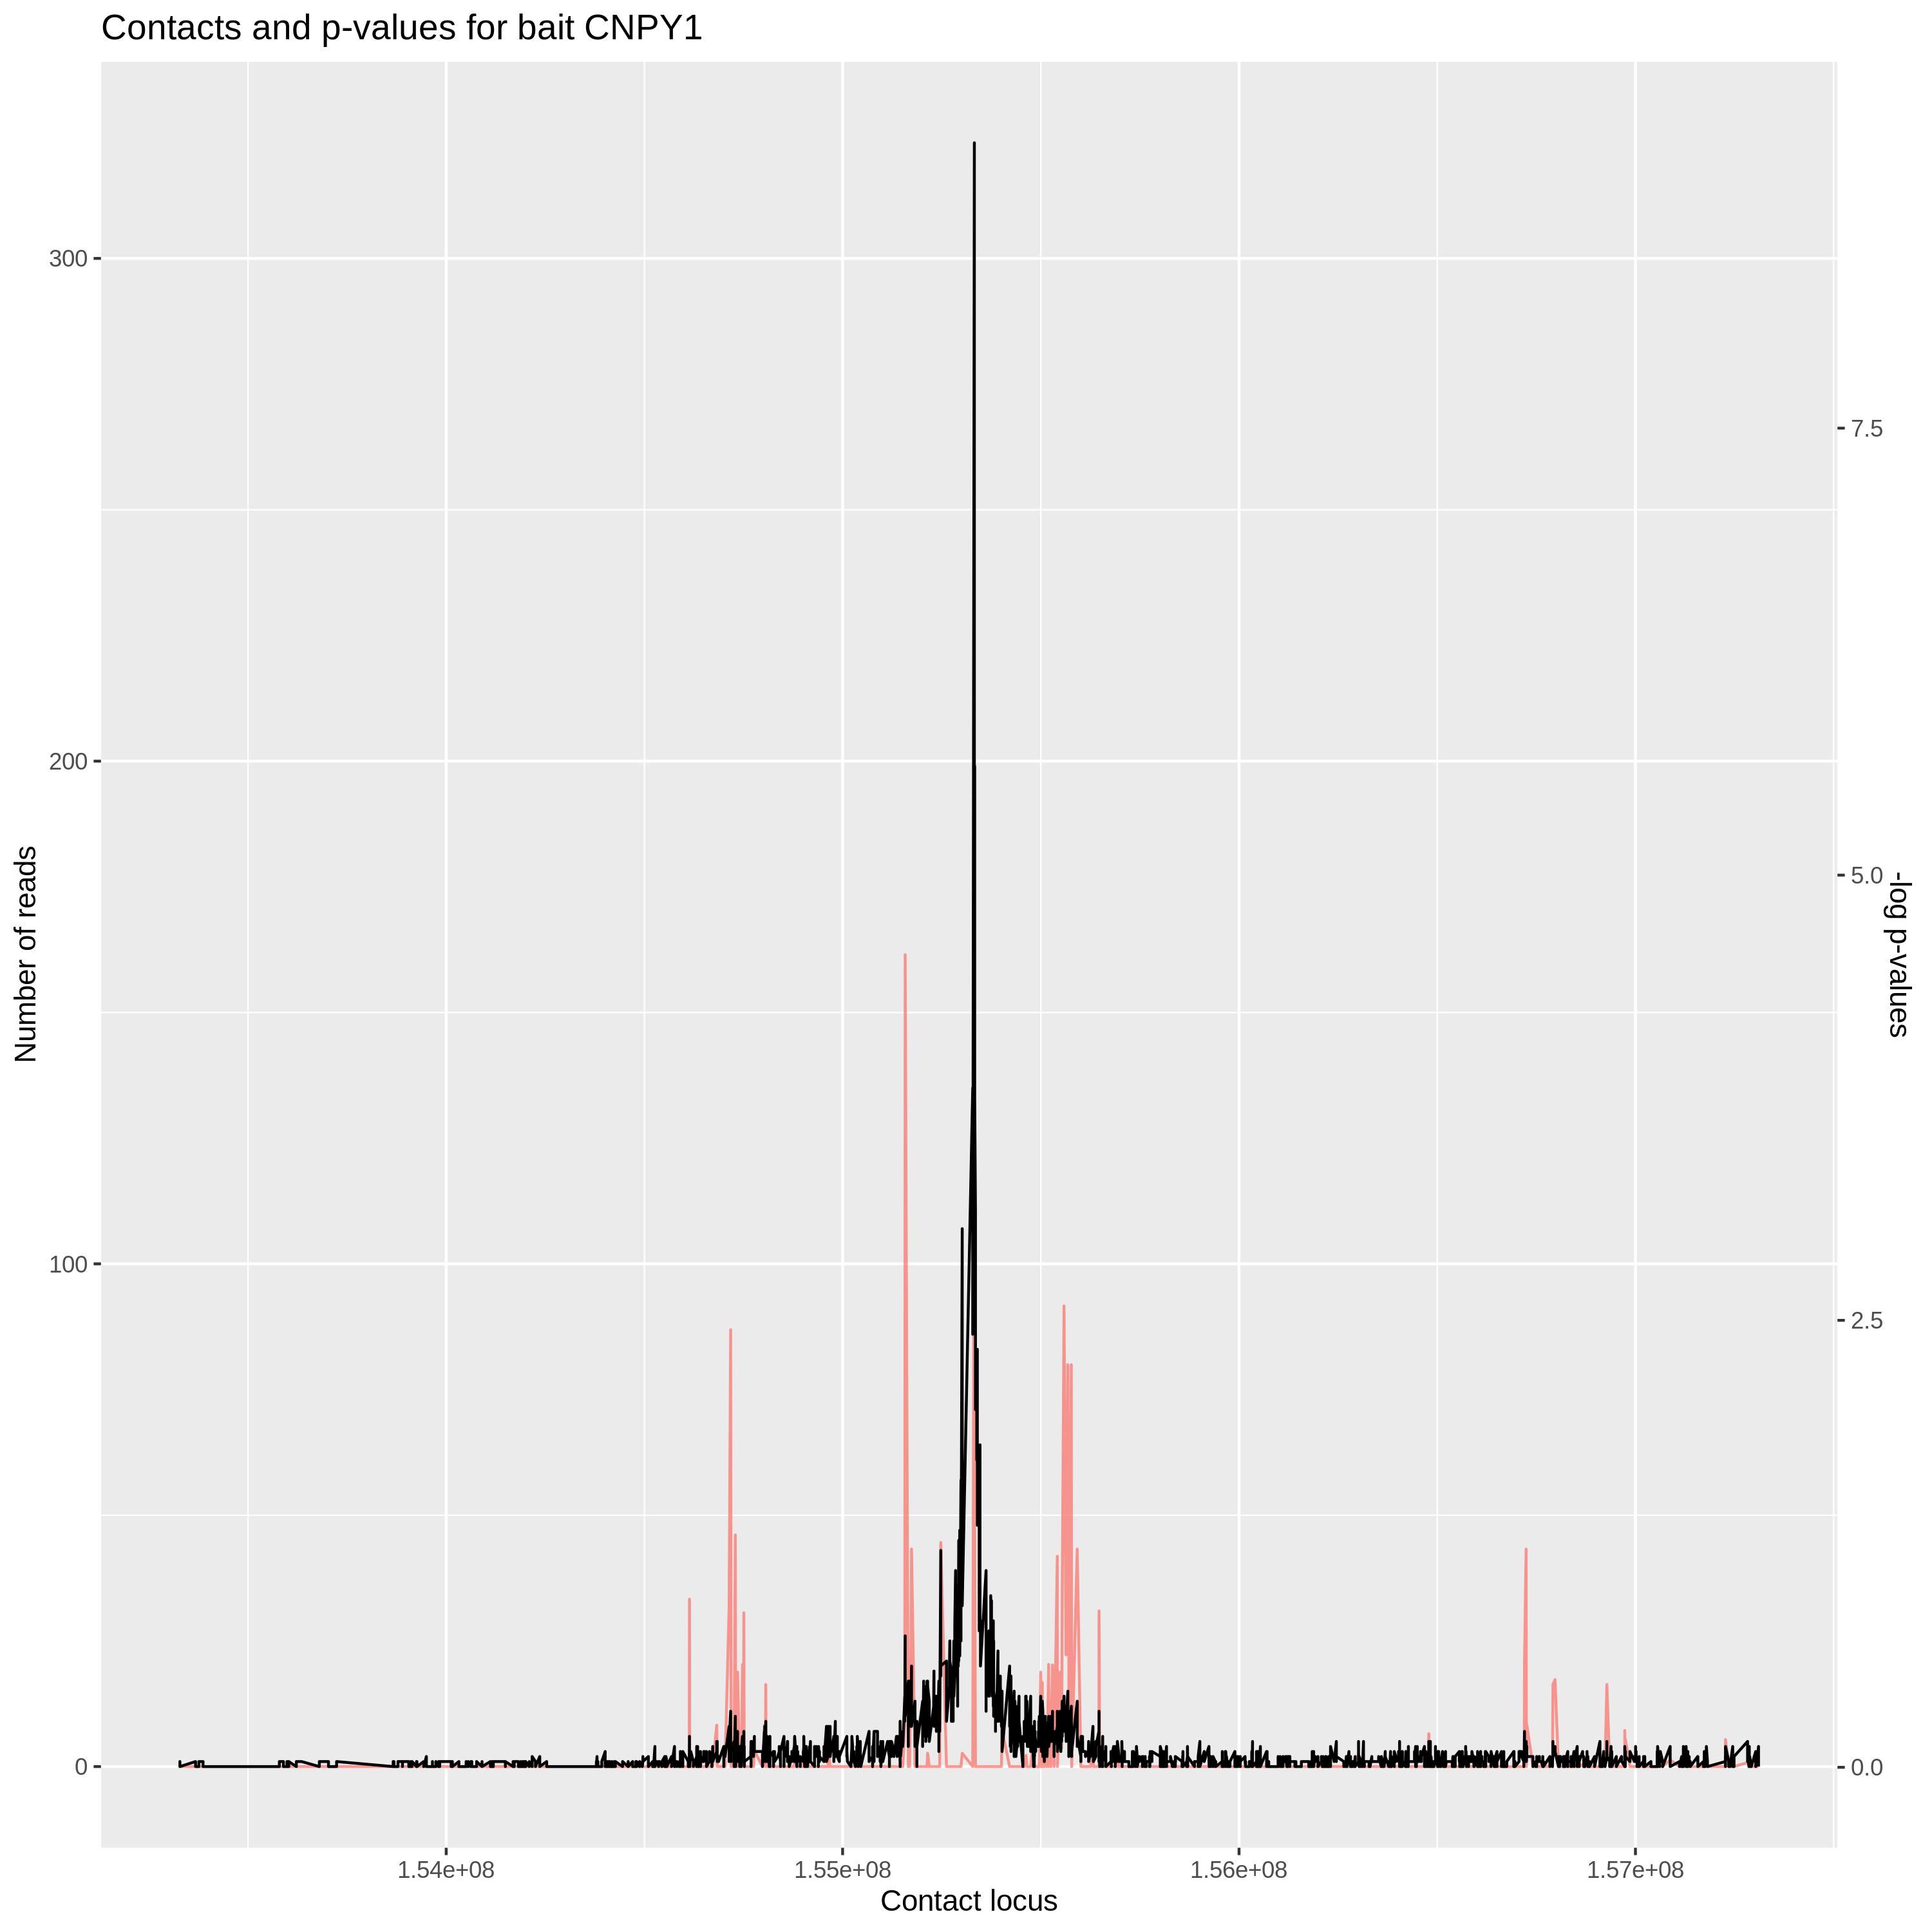 Contacts and p-values for bait CNPY1
300
200
100
0
Number of reads
7.5
5.0
2.5
0.0
-log p-values
1.54e+08
1.55e+08
1.56e+08
1.57e+08
Contact locus